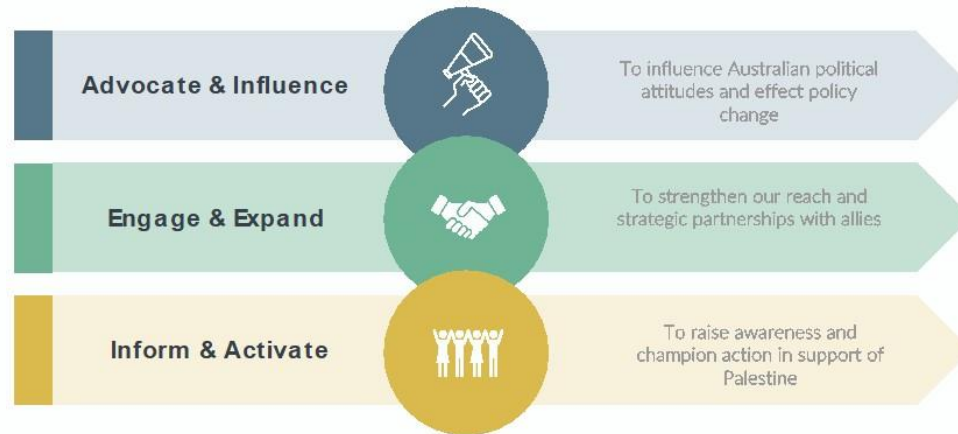 Advocate & Influence
To influence Australian political
attitudes and effect policy
change
Engage & Expand
To strengthen our reach and
strategic partnerships with allies
Inform & Activate
To raise awareness and
champion action in support of
Palestine